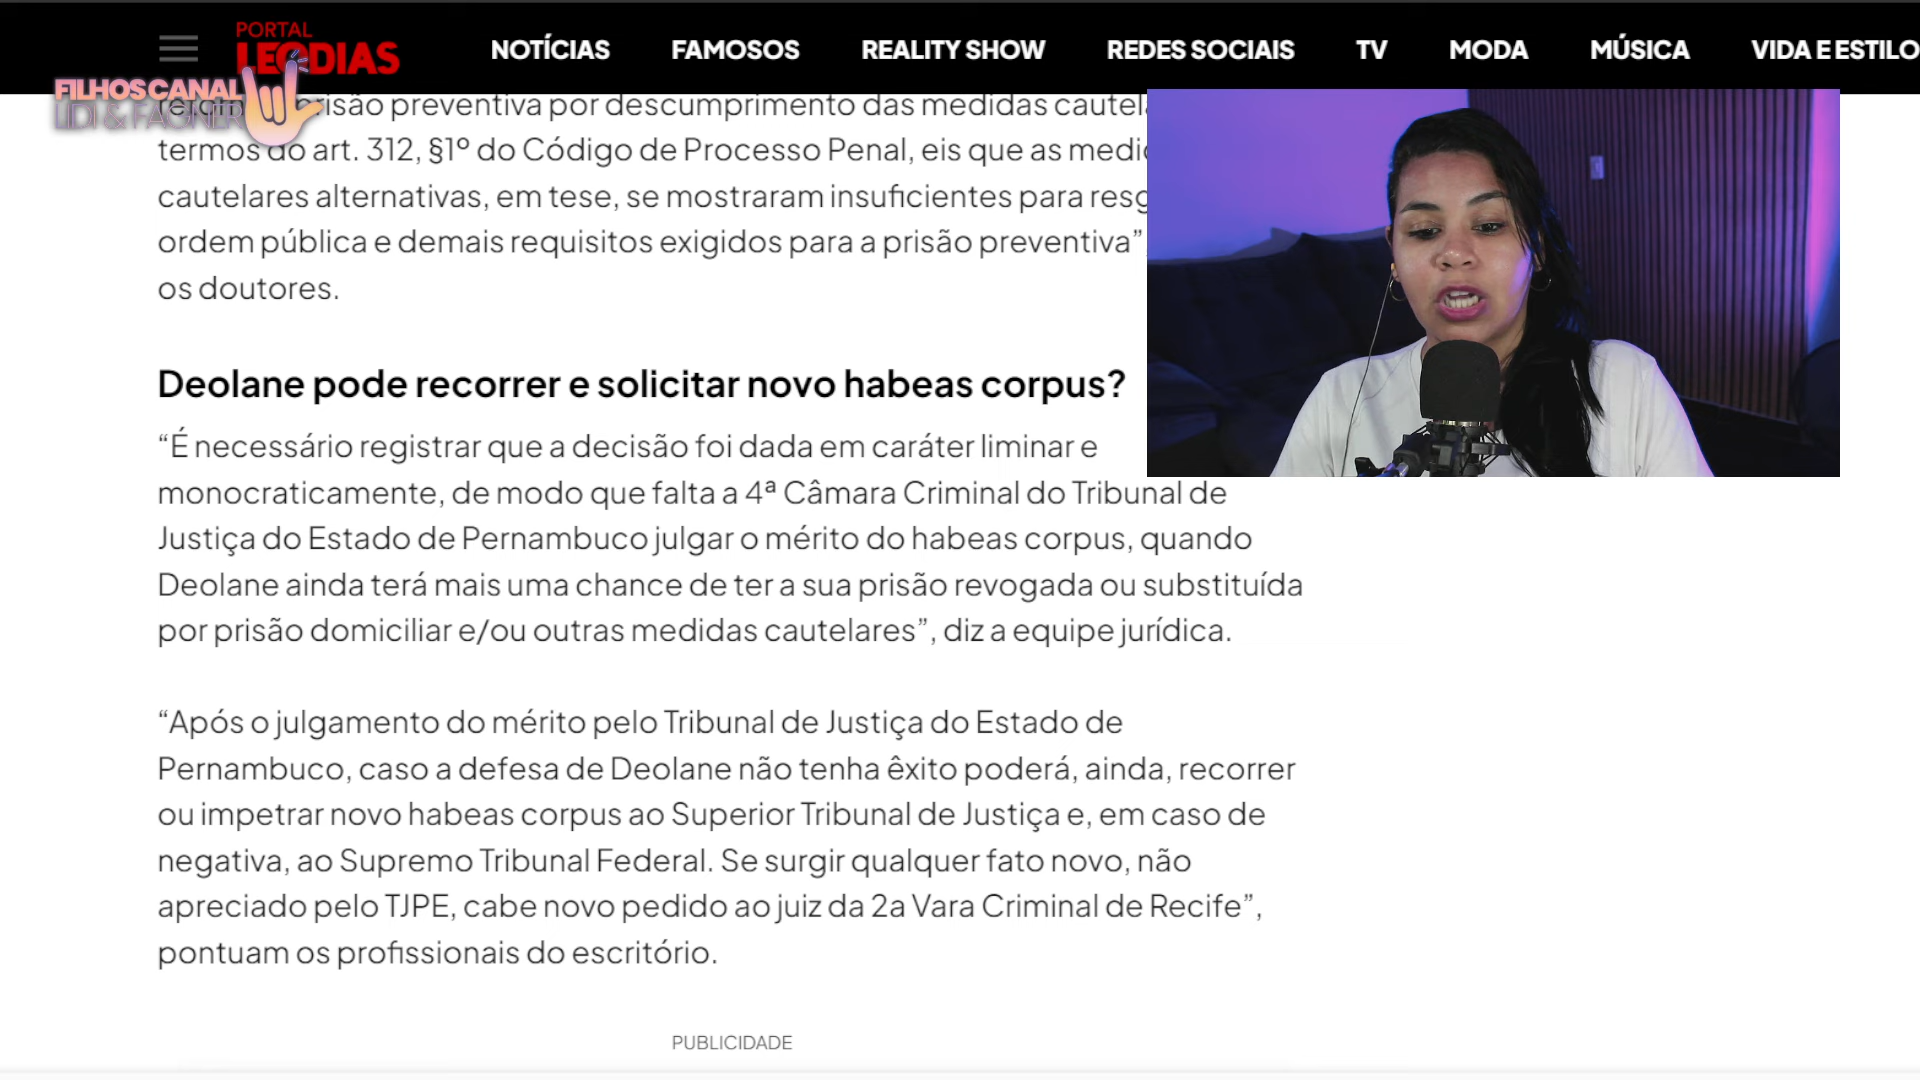 PORTAL
LEODIAS
NOTÍCIAS FAMOSOS REALITY SHOW REDES SOCIAIS TV MODA MÚSICA VIDA E ESTILO
FILHOS CANAL
LIDI & FAGNER
prisão preventiva por descumprimento das medidas
termos do art. 312, §1º do Código de Processo Penal, eis que as
cautelares alternativas, em tese, se mostraram insuficientes para
ordem pública e demais requisitos exigidos para a prisão preventiva”
os doutores.
Deolane pode recorrer e solicitar novo habeas corpus?
“É necessário registrar que a decisão foi dada em caráter liminar e
monocraticamente, de modo que falta a 4ª Câmara Criminal do Tribunal de
Justiça do Estado de Pernambuco julgar o mérito do habeas corpus, quando
Deolane ainda terá mais uma chance de ter a sua prisão revogada ou substituída
por prisão domiciliar e/ou outras medidas cautelares”, diz a equipe jurídica.
“Após o julgamento do mérito pelo Tribunal de Justiça do Estado de
Pernambuco, caso a defesa de Deolane não tenha êxito poderá, ainda, recorrer
ou impetrar novo habeas corpus ao Superior Tribunal de Justiça e, em caso de
negativa, ao Supremo Tribunal Federal. Se surgir qualquer fato novo, não
apreciado pelo TJPE, cabe novo pedido ao juiz da 2a Vara Criminal de Recife”,
pontuam os profissionais do escritório.
PUBLICIDADE